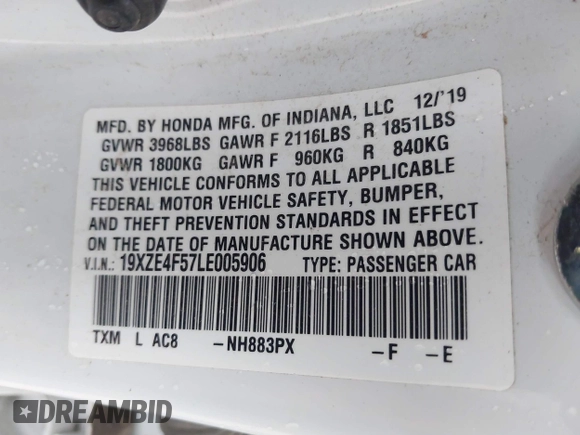 MFD. BY HONDA MFG. OF INDIANA, LLC 12/'19
GVWR 3968LBS GAWR F 2116LBS R 1851LBS
GVWR 1800KG GAWR F 960KG R 840KG
THIS VEHICLE CONFORMS TO ALL APPLICABLE
FEDERAL MOTOR VEHICLE SAFETY, BUMPER,
AND THEFT PREVENTION STANDARDS IN EFFECT
ON THE DATE OF MANUFACTURE SHOWN ABOVE.
V.I.N.: 19XZE4F57LE005906 TYPE: PASSENGER CAR
TXM L AC8 -NH883PX -F -E
DREAMBID